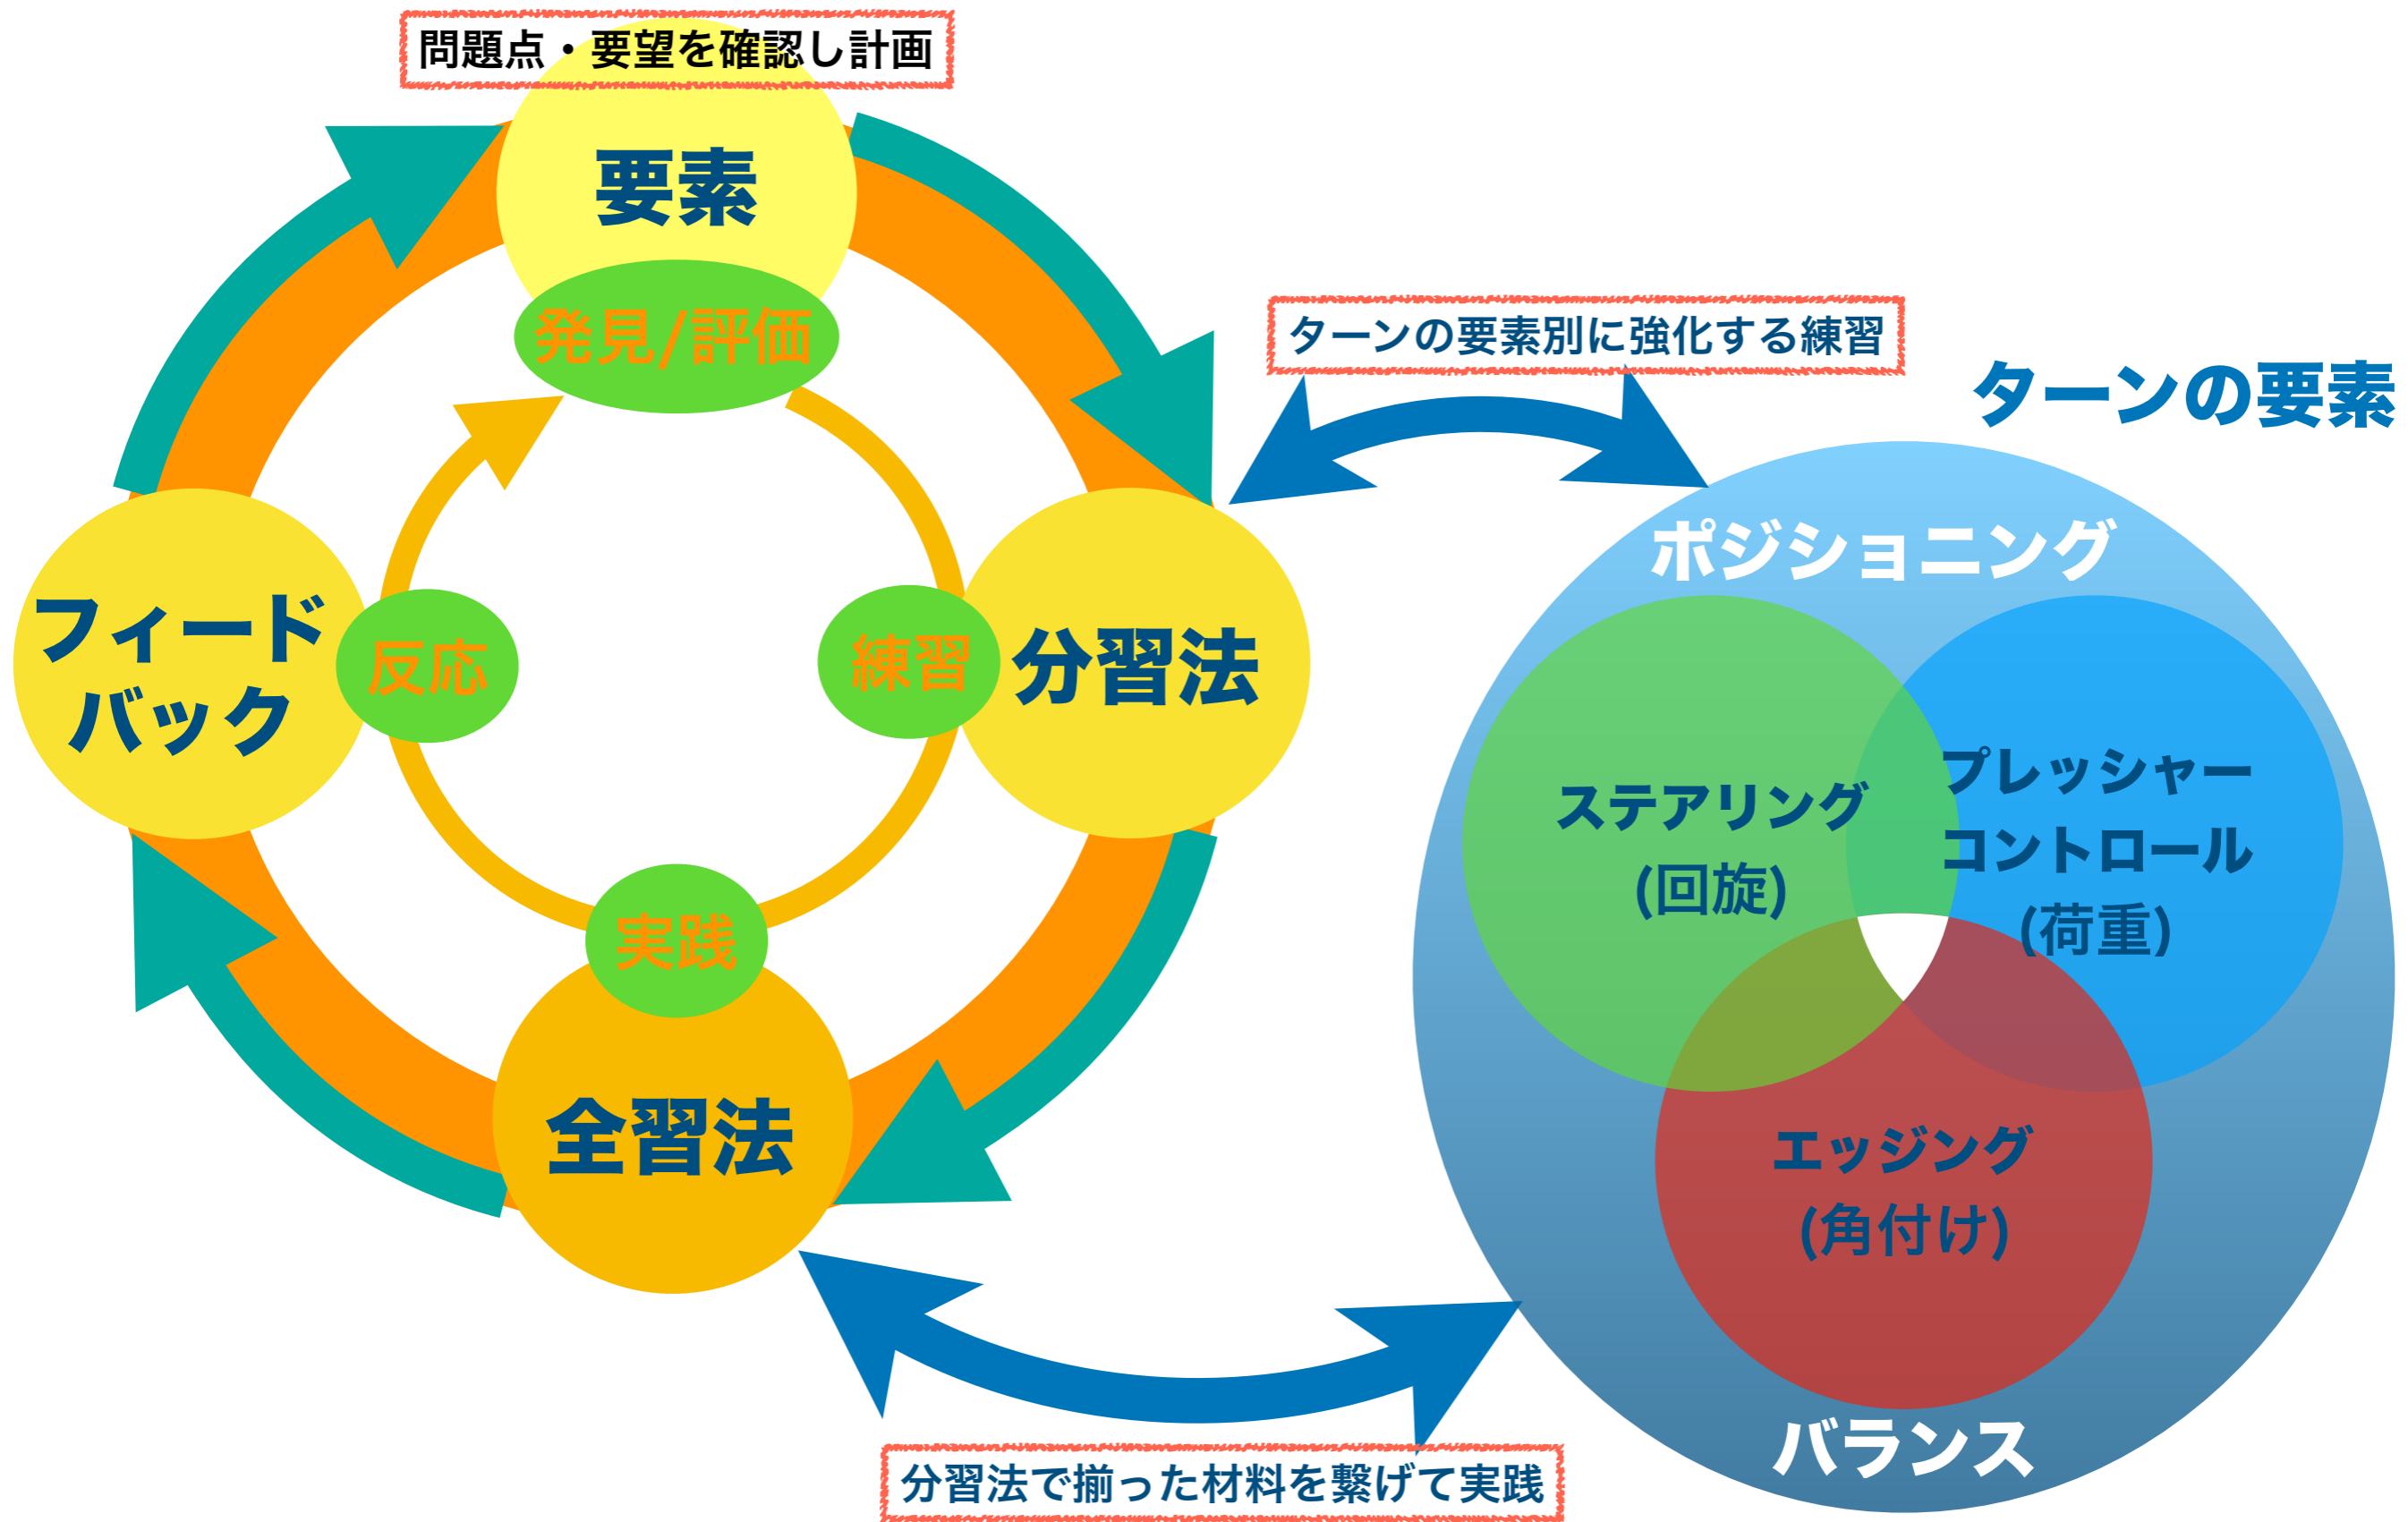 問題点・要望を確認し計画
要素
発見/評価
フィード
バック
反応
練習
分習法
実践
全習法
ターンの要素別に強化する練習
ターンの要素
ポジショニング
ステアリング
(回旋)
プレッシャー
コントロール
(荷重)
エッジング
(角付け)
バランス
分習法で揃った材料を繋げて実践